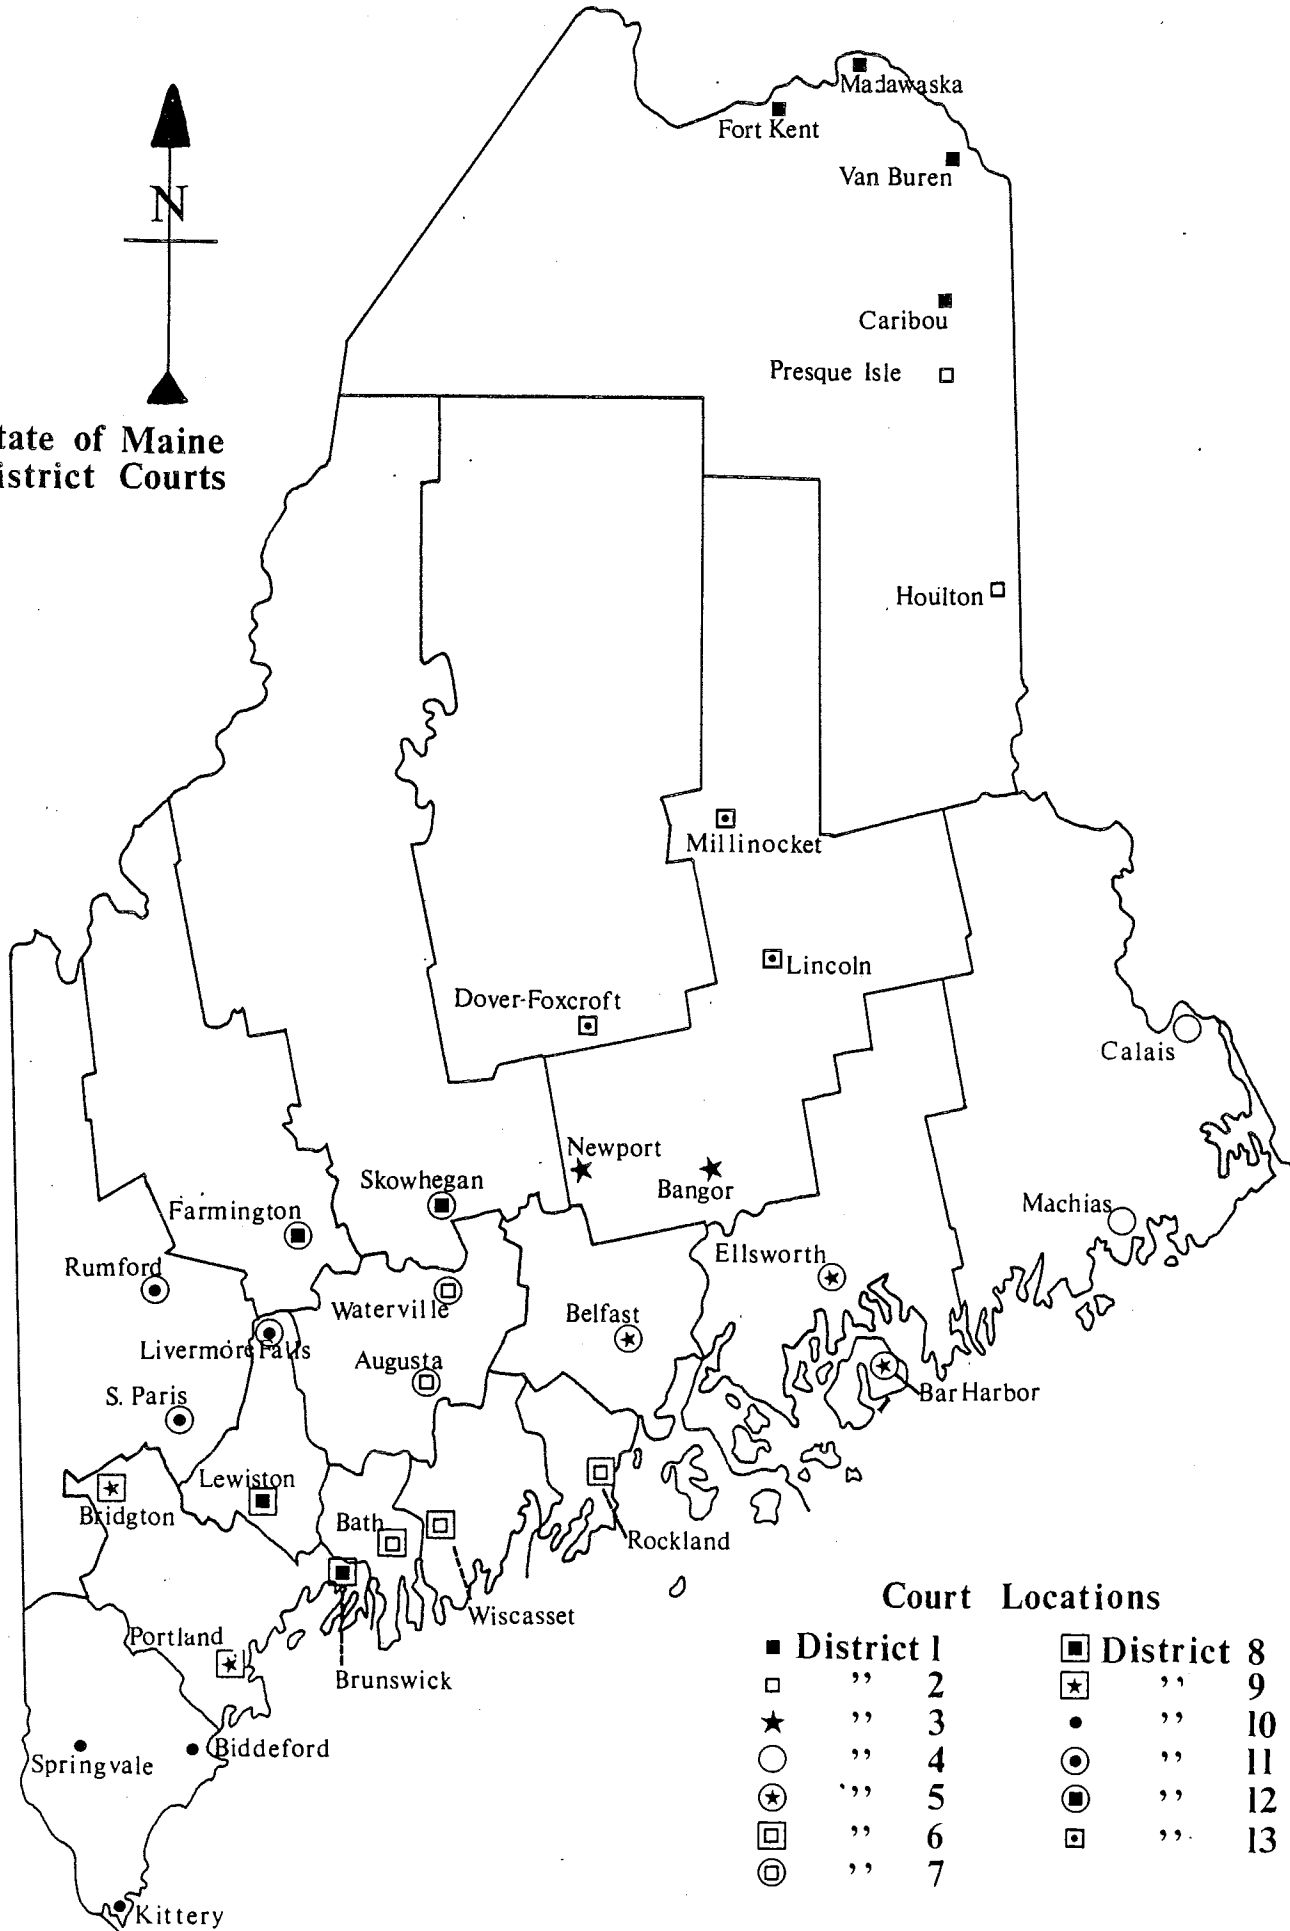 Madawaska
Fort Kent
Van Buren
N
Caribou
Presque Isle
tate of Maine
istrict Courts
Houlton
Millinocket
Lincoln
Dover-Foxcroft
Calais
Newport
Skowhegan
Bangor
Farmington
Machias
Ellsworth
Rumford
Waterville
Belfast
Livermore Falls
Augusta
Bar Harbor
S. Paris
Lewiston
Bridgton
Bath
Rockland
Wiscasset
Portland
Brunswick
Biddeford
Springvale
Kittery
Court Locations
District 1
,, 2
,, 3
,, 4
,, 5
,, 6
,, 7
District 8
,, 9
,, 10
,, 11
,, 12
,, 13